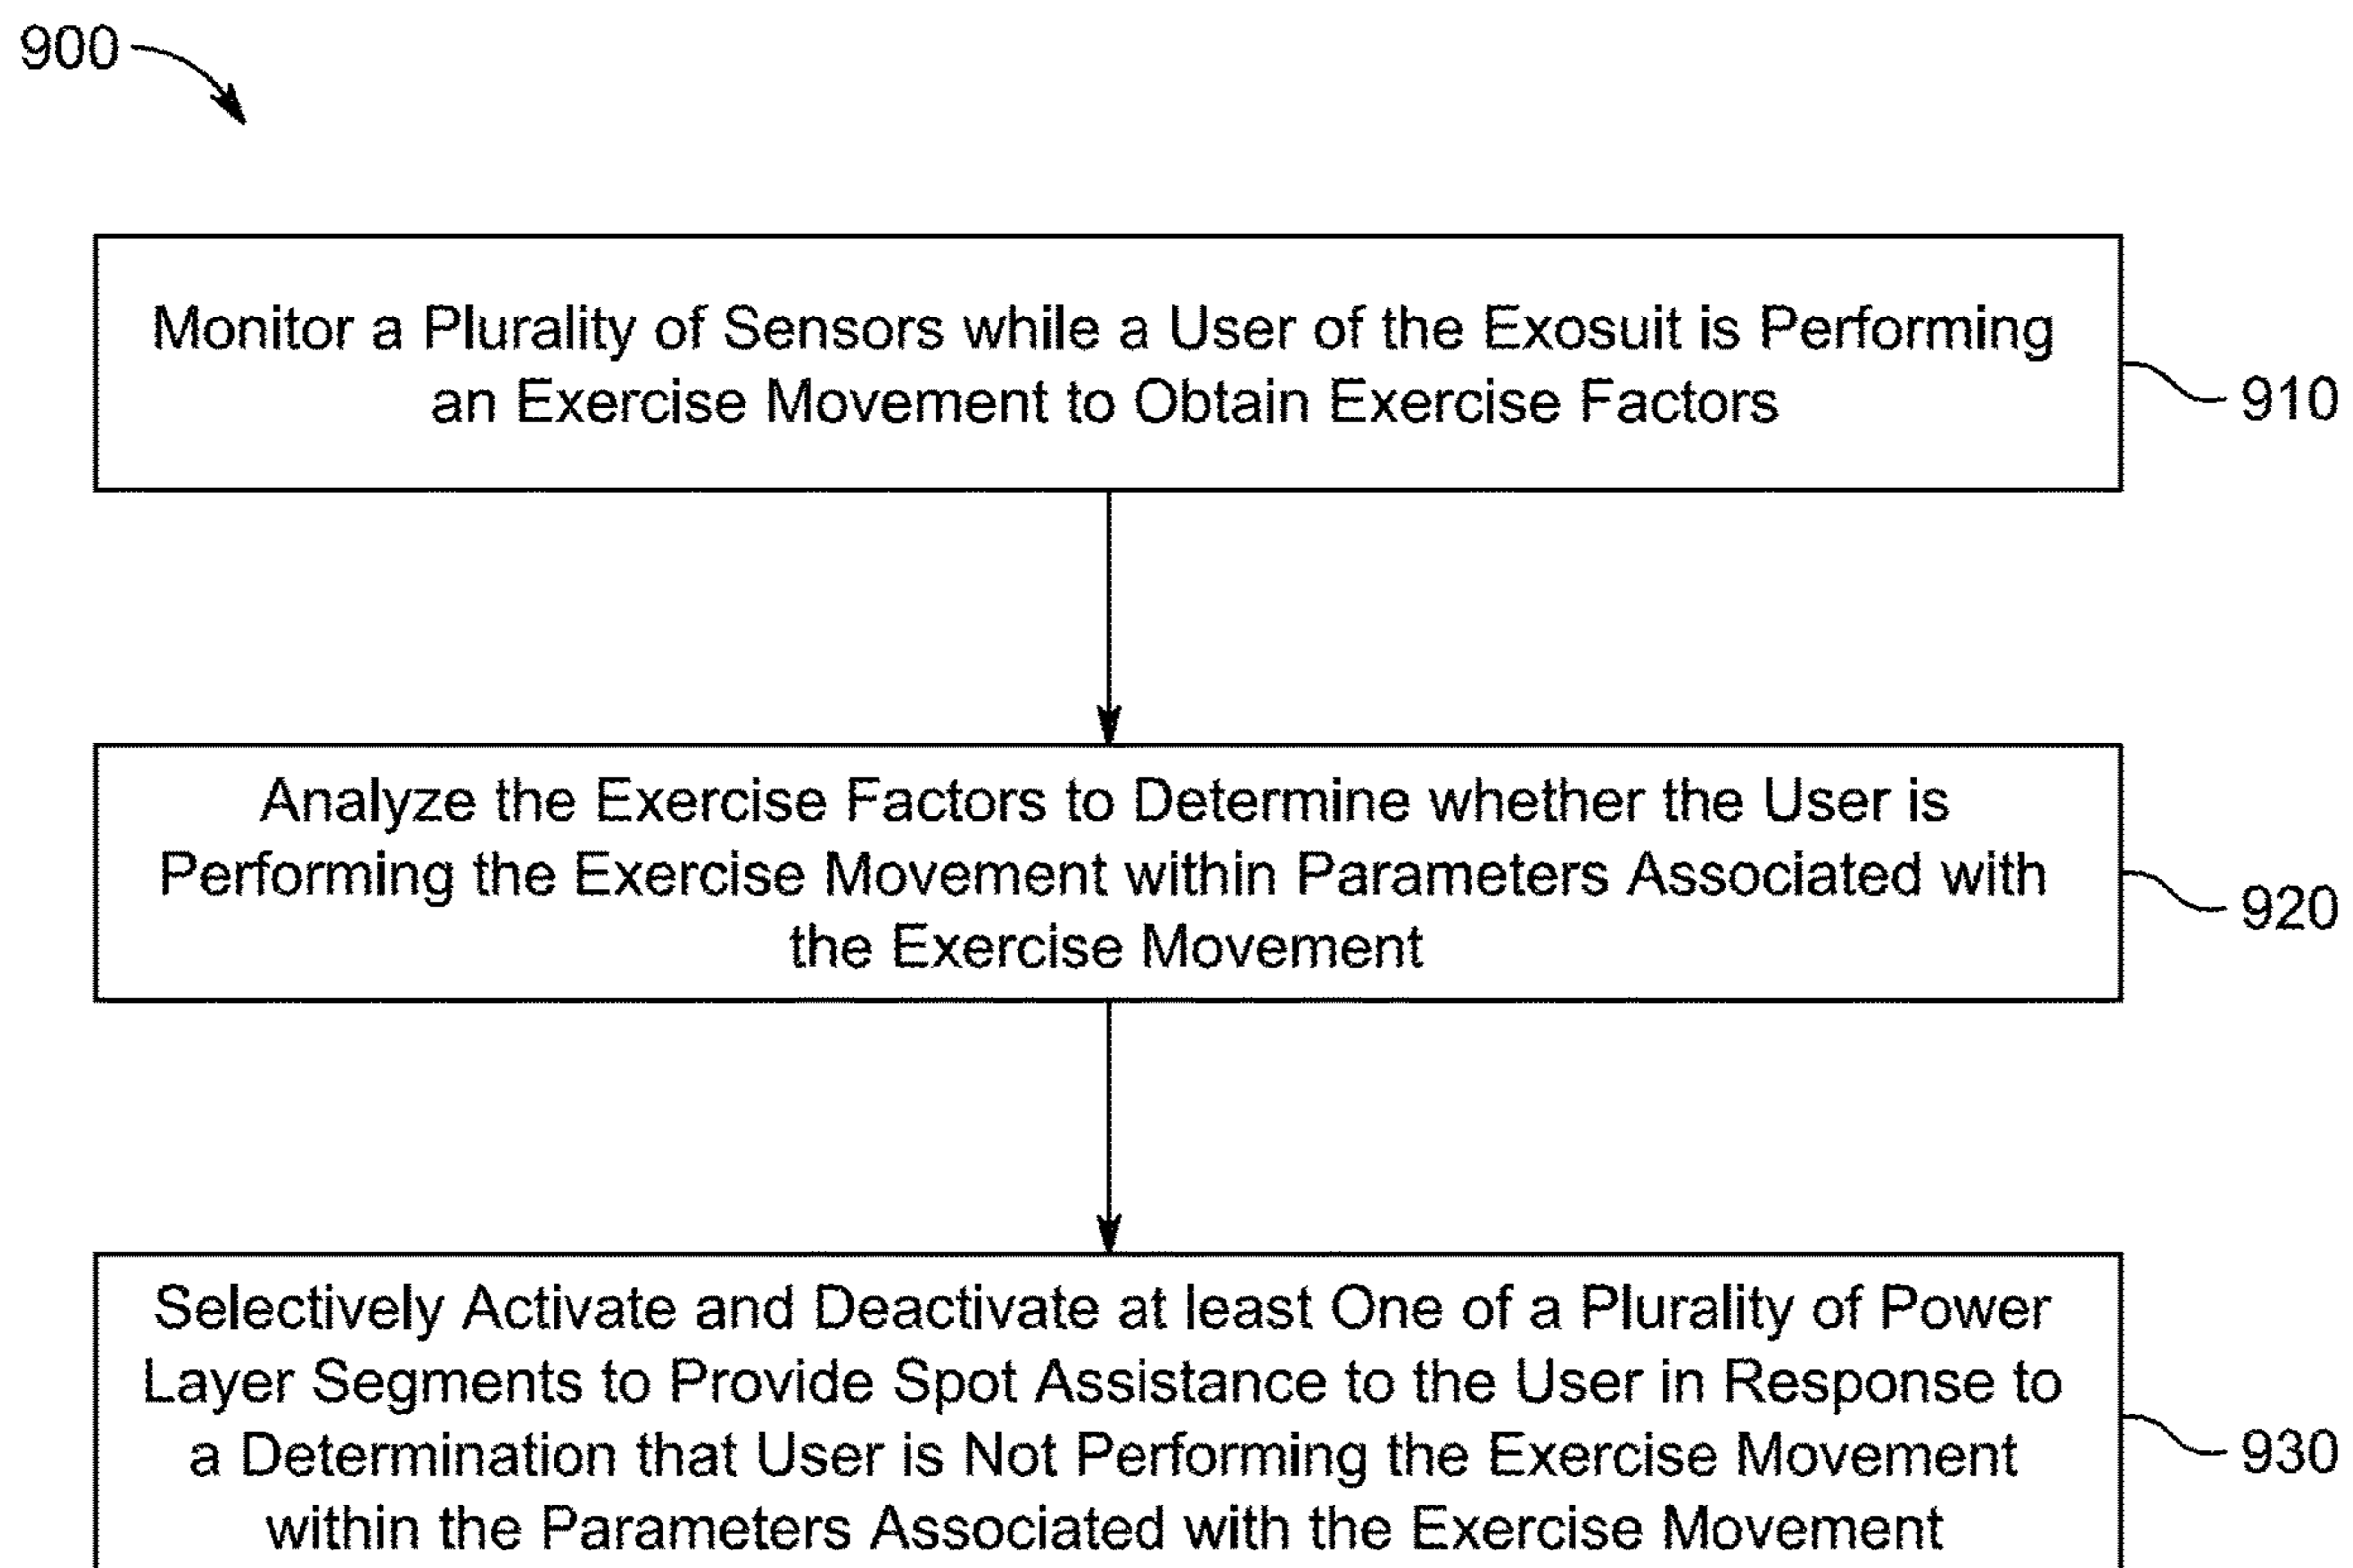 900
Monitor a Plurality of Sensors while a User of the Exosuit is Performing
an Exercise Movement to Obtain Exercise Factors
910
Analyze the Exercise Factors to Determine whether the User is
Performing the Exercise Movement within Parameters Associated with
the Exercise Movement
920
Selectively Activate and Deactivate at least One of a Plurality of Power
Layer Segments to Provide Spot Assistance to the User in Response to
a Determination that User is Not Performing the Exercise Movement
within the Parameters Associated with the Exercise Movement
930